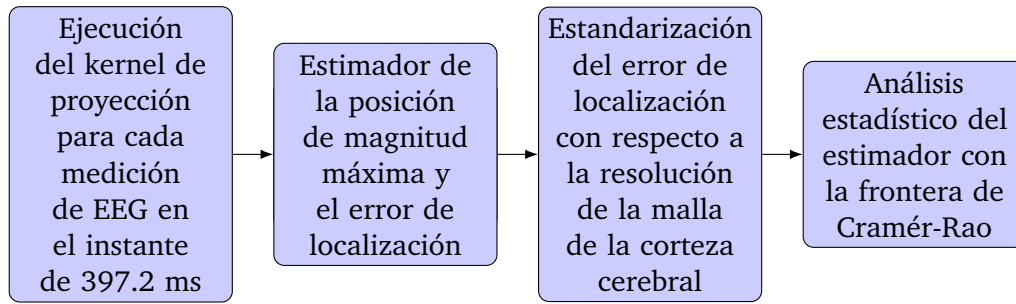 Ejecución
del kernel de
proyección
para cada
medición
de EEG en
el instante
de 397.2 ms
Estimador de
la posición
de magnitud
máxima y
el error de
localización
Estandarización
del error de
localización
con respecto a
la resolución
de la malla
de la corteza
cerebral
Análisis
estadístico del
estimador con
la frontera de
Cramér-Rao